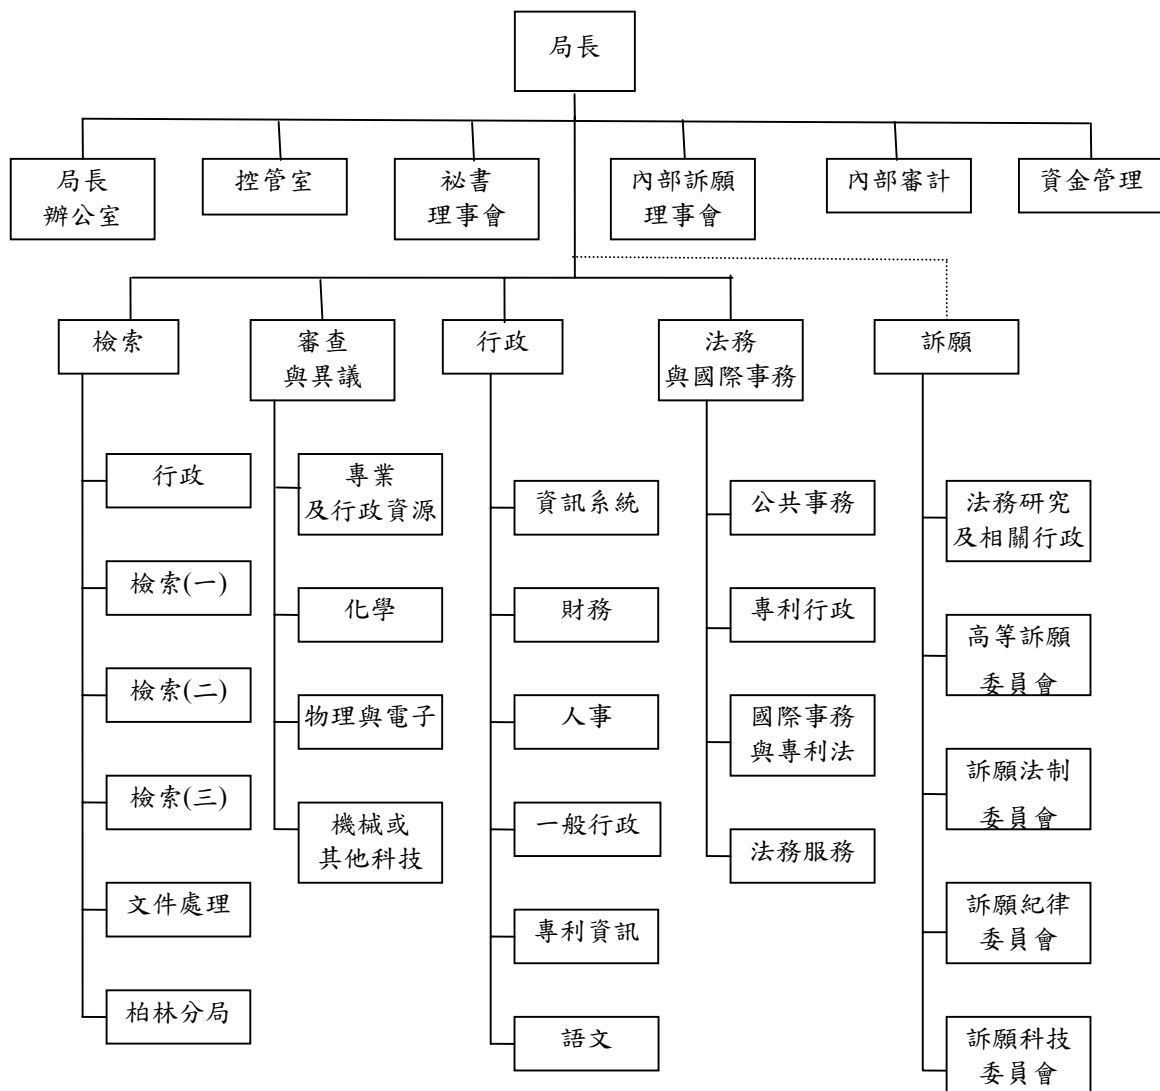 局長
局長
辦公室
控管室
祕書
理事會
內部訴願
理事會
內部審計
資金管理
檢索
審查
與異議
行政
法務
與國際事務
訴願
行政
檢索(一)
檢索(二)
檢索(三)
文件處理
柏林分局
專業
及行政資源
化學
物理與電子
機械或
其他科技
資訊系統
財務
人事
一般行政
專利資訊
語文
公共事務
專利行政
國際事務
與專利法
法務服務
法務研究
及相關行政
高等訴願
委員會
訴願法制
委員會
訴願紀律
委員會
訴願科技
委員會